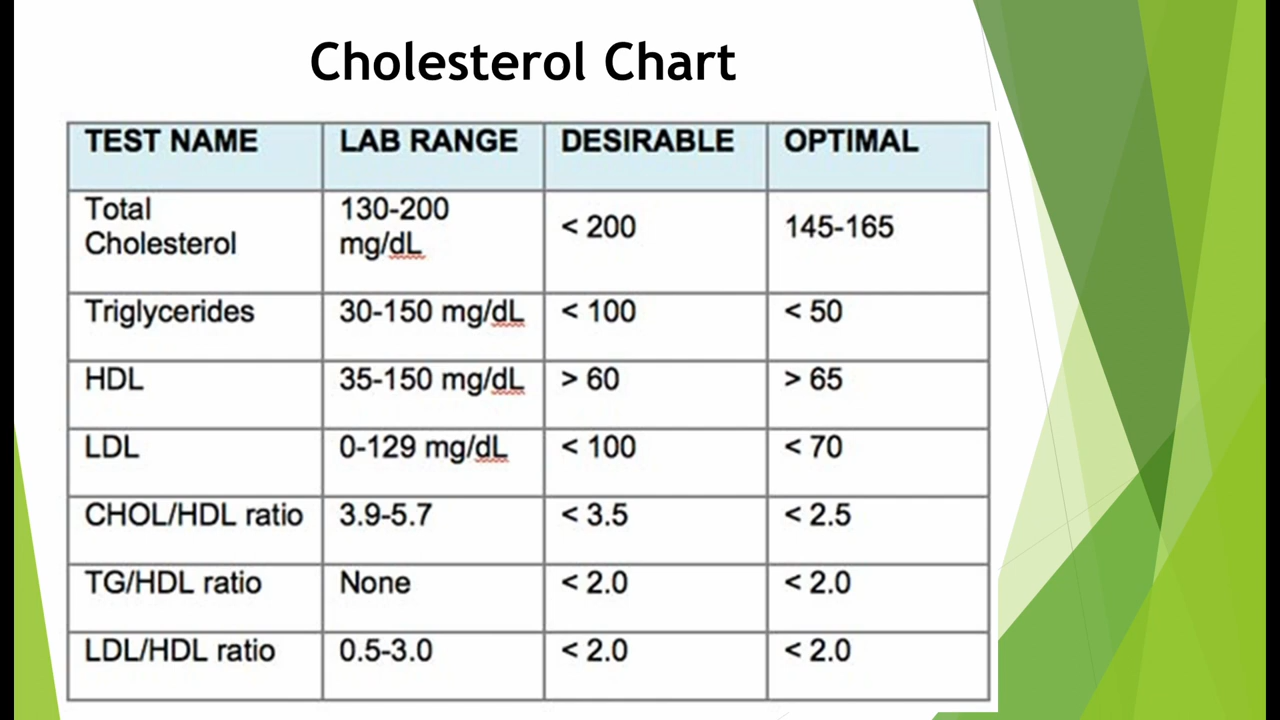 Cholesterol Chart
TEST NAME LAB RANGE DESIRABLE OPTIMAL
Total Cholesterol 130-200 mg/dL < 200 145-165
Triglycerides 30-150 mg/dL < 100 < 50
HDL 35-150 mg/dL > 60 > 65
LDL 0-129 mg/dL < 100 < 70
CHOL/HDL ratio 3.9-5.7 < 3.5 < 2.5
TG/HDL ratio None < 2.0 < 2.0
LDL/HDL ratio 0.5-3.0 < 2.0 < 2.0